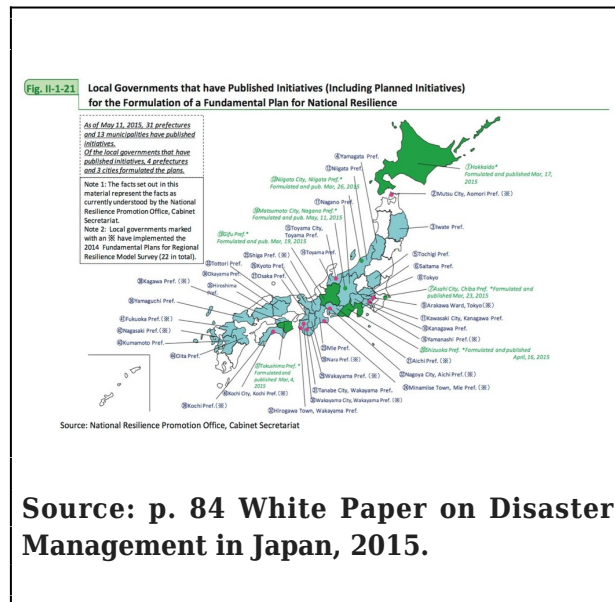 Fig. II-1-21
Local Governments that have Published Initiatives (Including Planned Initiatives)
for the Formulation of a Fundamental Plan for National Resilience
As of May 11, 2015, 31 prefectures
and 13 municipalities have published
initiatives.
Of the local governments that have
published initiatives, 4 prefectures
and 3 cities formulated the plans.
Note 1: The facts set out in this
material represent the facts as
currently understood by the National
Resilience Promotion Office, Cabinet
Secretariat.
Note 2: Local governments marked
with an ※ have implemented the
2014 Fundamental Plans for Regional
Resilience Model Survey (22 in total).
④Yamagata Pref.
Niigata Pref.
Niigata City, Niigata Pref.*
Formulated and pub. Mar, 26, 2015
Nagano Pref.
Matsumoto City, Nagano Pref.*
Formulated and pub. May, 11, 2015
Gifu Pref.*
Formulated and pub. Mar, 19, 2015
Toyama City,
Toyama Pref.
Toyama Pref.
Shiga Pref. (※)
Kyoto Pref.
Osaka Pref.
Tottori Pref.
Okayama Pref.
Hiroshima
Pref.
Kagawa Pref. (※)
Yamaguchi Pref.
Fukuoka Pref. (※)
Nagasaki Pref. (※)
Kumamoto Pref.
Oita Pref.
①Hokkaido*
Formulated and published Mar, 17,
2015
②Mutsu City, Aomori Pref. (※)
③Iwate Pref.
⑤Tochigi Pref.
⑥Saitama Pref.
⑧Tokyo
⑦Asahi City, Chiba Pref. *Formulated and
published Mar, 23, 2015
⑨Arakawa Ward, Tokyo(※)
Kawasaki City, Kanagawa Pref.
Kanagawa Pref.
Yamanashi Pref. (※)
Shizuoka Pref. *Formulated and published
April, 16, 2015
Aichi Pref. (※)
Nagoya City, Aichi Pref. (※)
Minamiise Town, Mie Pref. (※)
Mie Pref.
Nara Pref. (※)
Wakayama Pref. (※)
Tanabe City, Wakayama Pref.
Wakayama City, Wakayama Pref. (※)
Hirogawa Town, Wakayama Pref.
Tokushima Pref. *
Formulated and
published Mar, 4,
2015
Kochi City, Kochi Pref. (※)
Kochi Pref. (※)
Source: National Resilience Promotion Office, Cabinet Secretariat
Source: p. 84 White Paper on Disaster
Management in Japan, 2015.